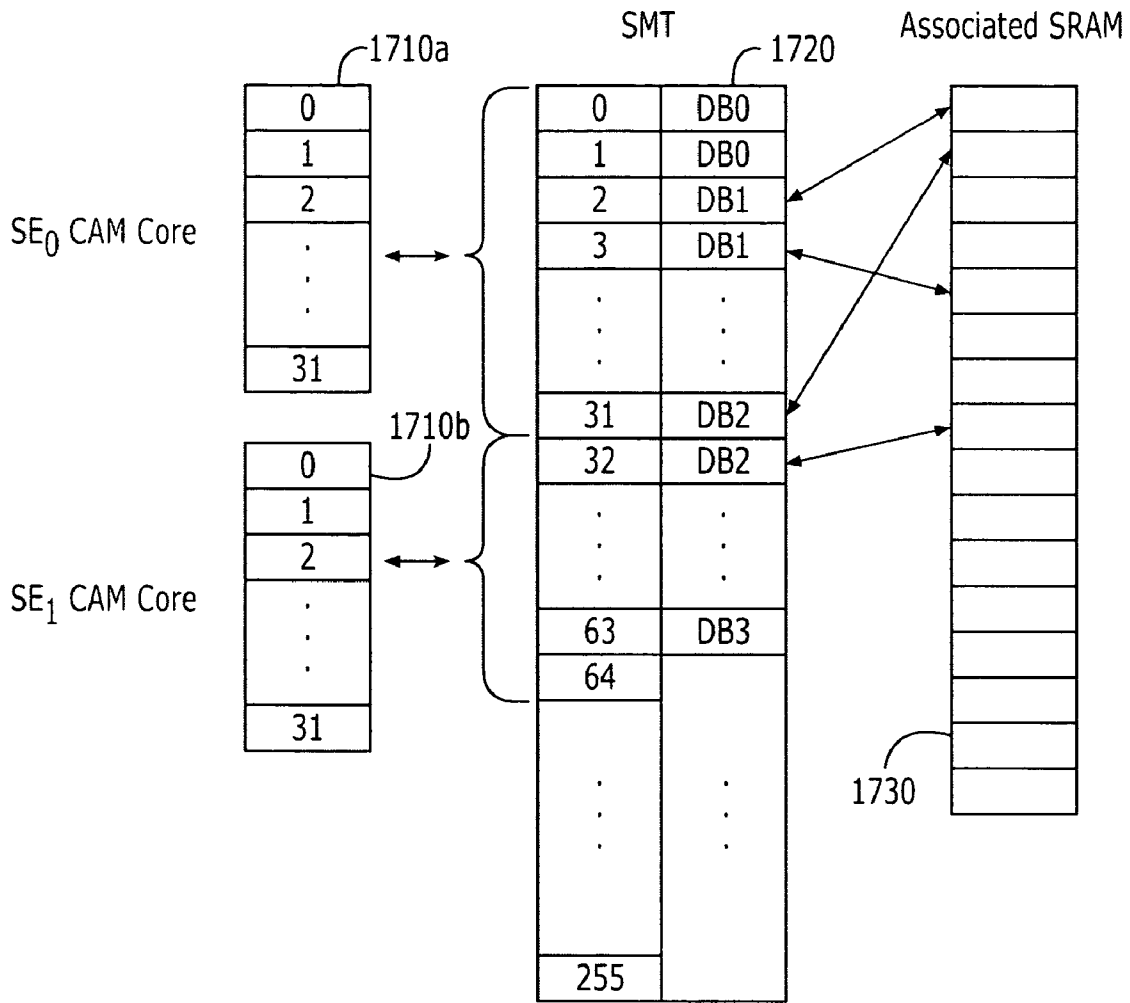 SMT
Associated SRAM
1710a
1720
SE0 CAM Core
0
1
2
.
.
.
31
1710b
SE1 CAM Core
0
1
2
.
.
.
31
0 DB0
1 DB0
2 DB1
3 DB1
. .
. .
. .
31 DB2
32 DB2
. .
. .
. .
63 DB3
64
. .
. .
. .
255
1730